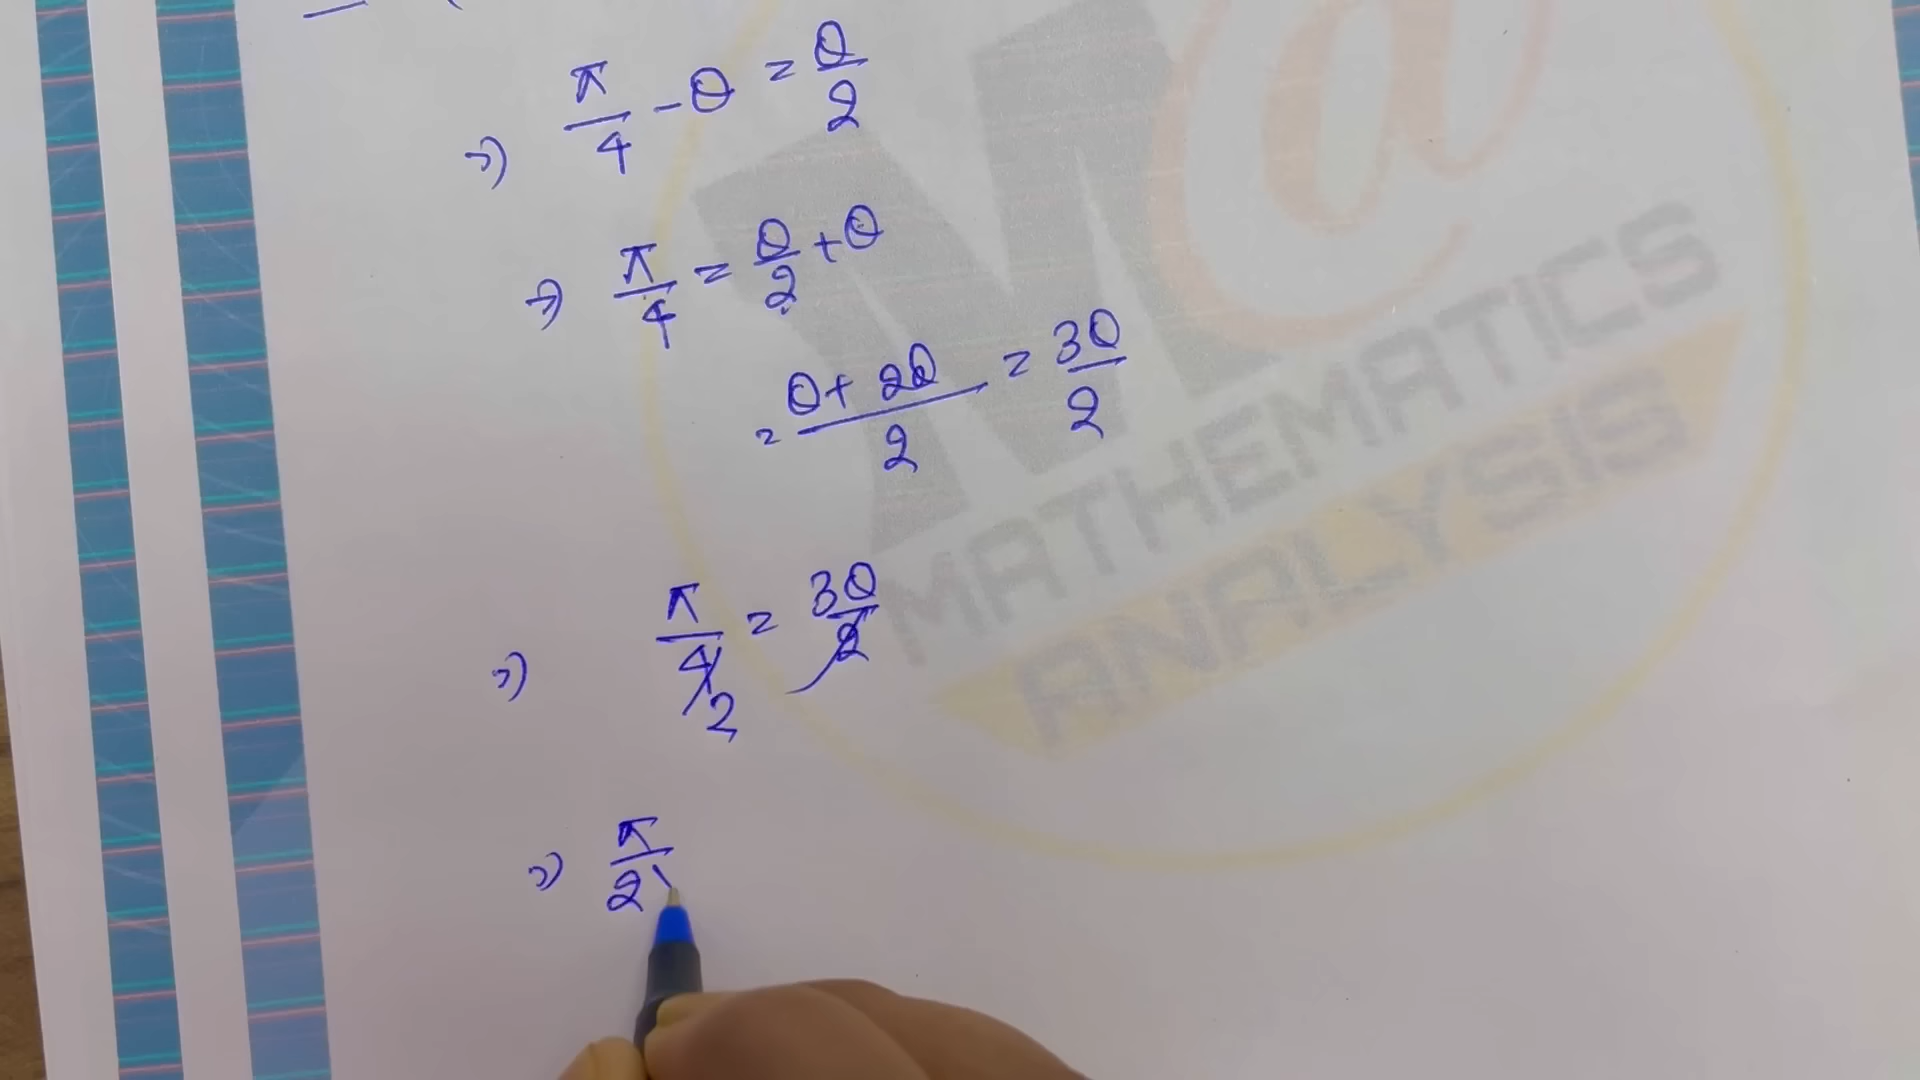 ⇒ π/4 - θ = θ/2
⇒ π/4 = θ/2 + θ
= θ + 2θ/2 = 3θ/2
⇒ π/4 2 = 3θ/2
⇒ π/2
M@
MATHEMATICS
ANALYSIS